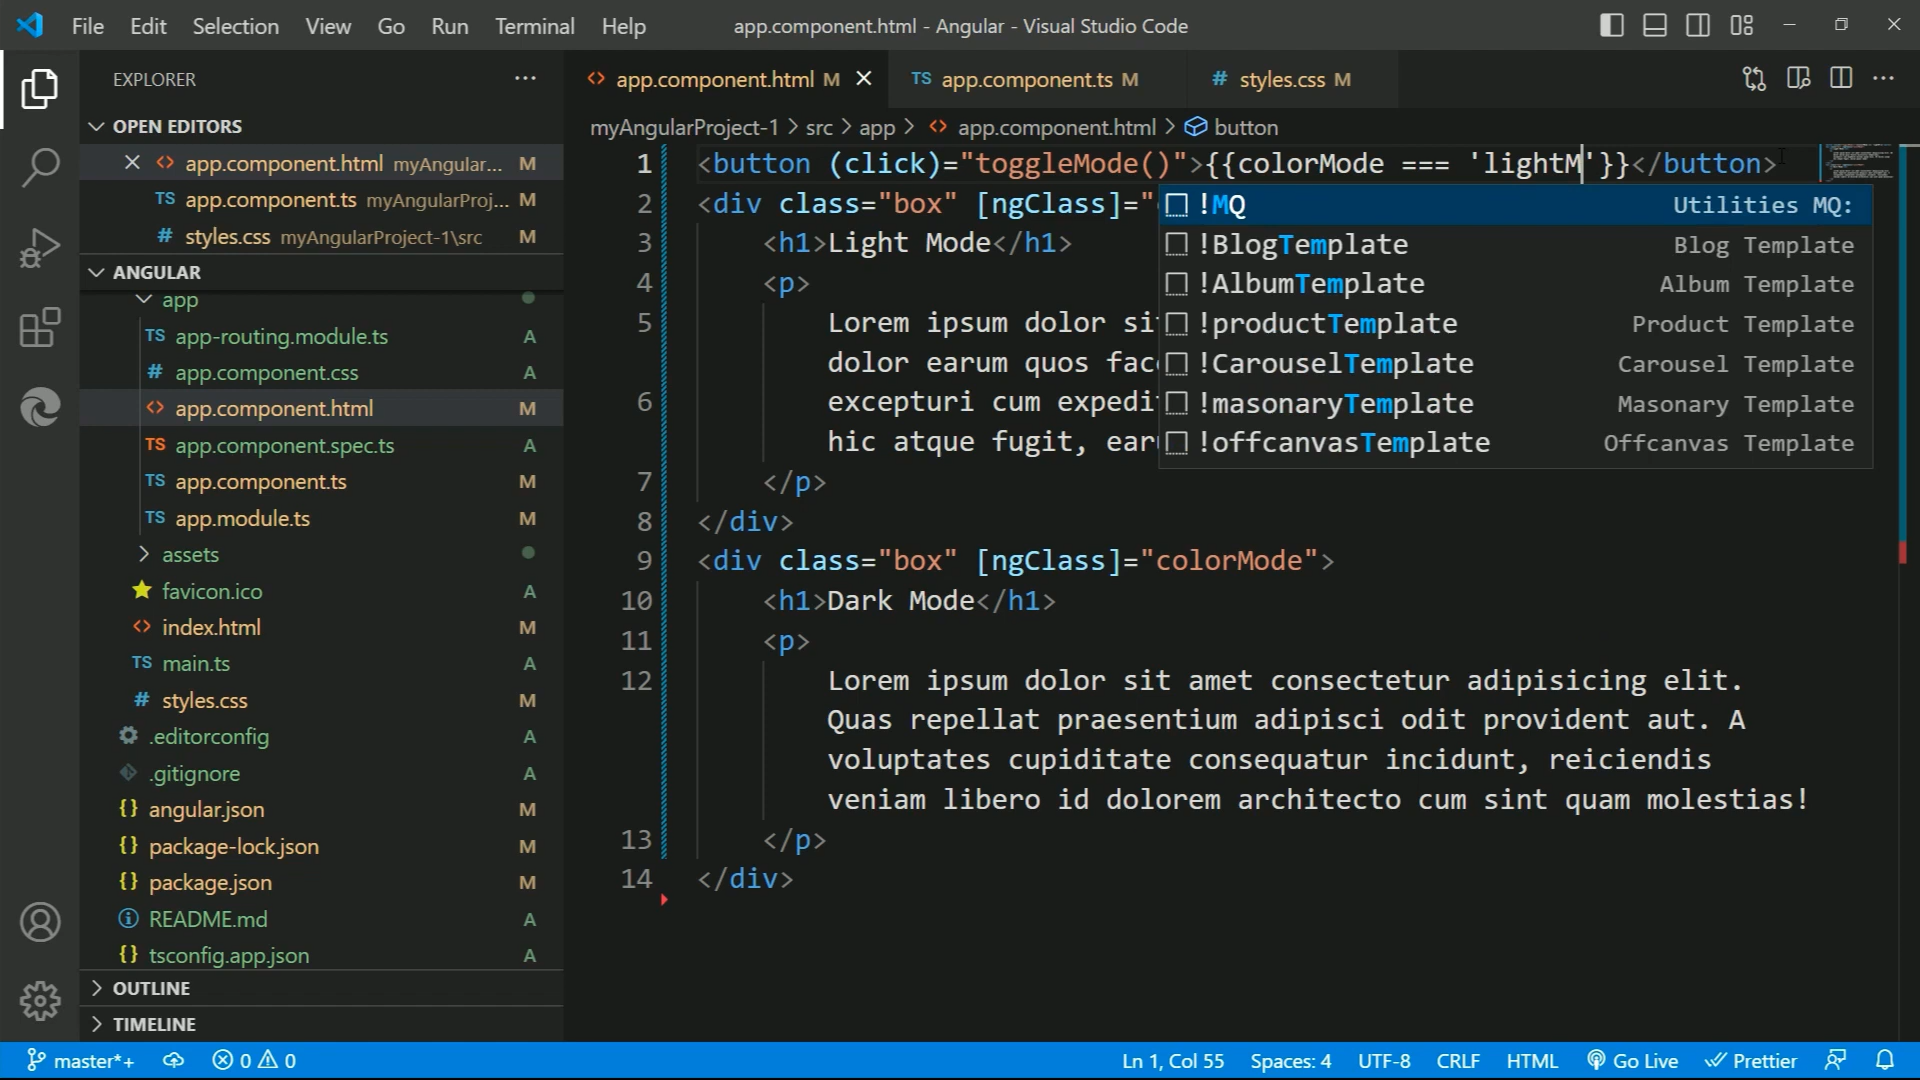 File Edit Selection View Go Run Terminal Help app.component.html - Angular - Visual Studio Code
EXPLORER
OPEN EDITORS
app.component.html myAngular... M
TS app.component.ts myAngularProj... M
# styles.css myAngularProject-1\src M
ANGULAR
app
TS app-routing.module.ts A
# app.component.css A
app.component.html M
TS app.component.spec.ts A
TS app.component.ts M
TS app.module.ts M
assets
favicon.ico A
index.html M
TS main.ts A
# styles.css M
.editorconfig A
.gitignore A
{} angular.json M
{} package-lock.json M
{} package.json M
README.md A
{} tsconfig.app.json A
OUTLINE
TIMELINE
app.component.html M TS app.component.ts M # styles.css M
myAngularProject-1 > src > app > app.component.html > button
1 <button (click)="toggleMode()">{{colorMode === 'lightM'}}</button>
2 <div class="box" [ngClass]="
3 <h1>Light Mode</h1>
4 <p>
5 Lorem ipsum dolor sit
dolor earum quos fac
6 excepturi cum expedi
hic atque fugit, ear
7 </p>
8 </div>
9 <div class="box" [ngClass]="colorMode">
10 <h1>Dark Mode</h1>
11 <p>
12 Lorem ipsum dolor sit amet consectetur adipisicing elit.
Quas repellat praesentium adipisci odit provident aut. A
voluptates cupiditate consequatur incidunt, reiciendis
veniam libero id dolorem architecto cum sint quam molestias!
13 </p>
14 </div>
!MQ Utilities MQ:
!BlogTemplate Blog Template
!AlbumTemplate Album Template
!productTemplate Product Template
!CarouselTemplate Carousel Template
!masonaryTemplate Masonary Template
!offcanvasTemplate Offcanvas Template
master*+ 0 0 Ln 1, Col 55 Spaces: 4 UTF-8 CRLF HTML Go Live Prettier